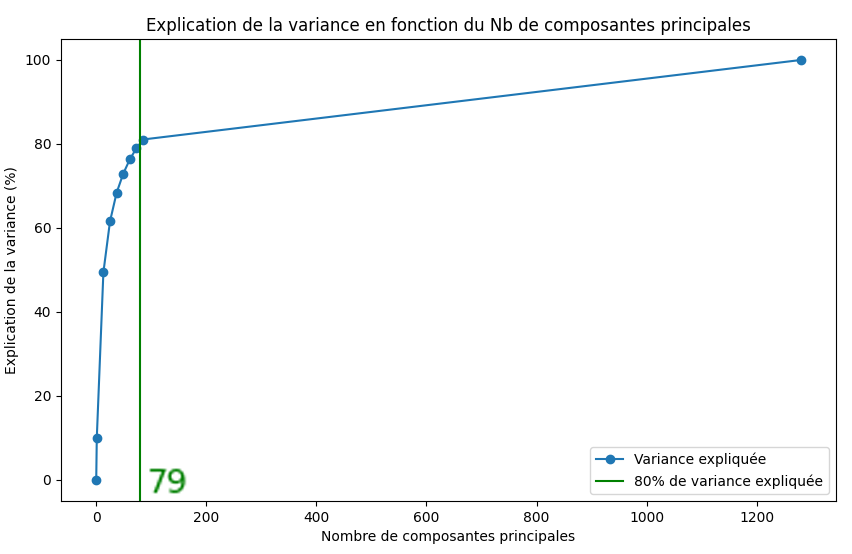 Explication de la variance en fonction du Nb de composantes principales
Explication de la variance (%)
100
80
60
40
20
0
79
Variance expliquée
80% de variance expliquée
0 200 400 600 800 1000 1200
Nombre de composantes principales